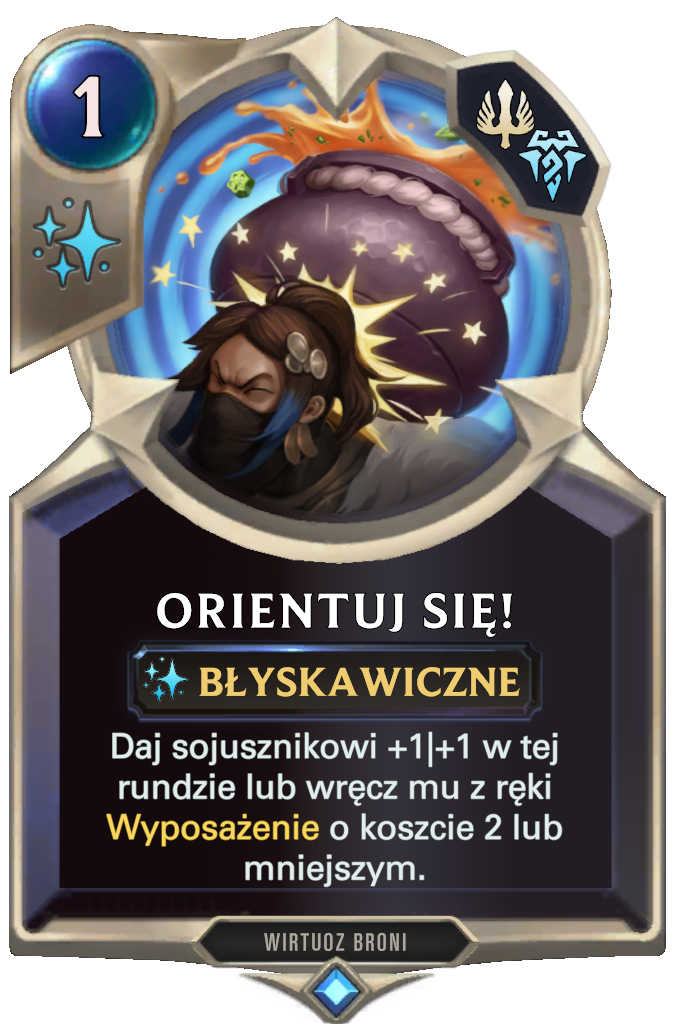 1
ORIENTUJ SIĘ!
BŁYSKAWICZNE
Daj sojusznikowi +1|+1 w tej
rundzie lub wręcz mu z ręki
Wyposażenie o koszcie 2 lub
mniejszym.
WIRTUOZ BRONI